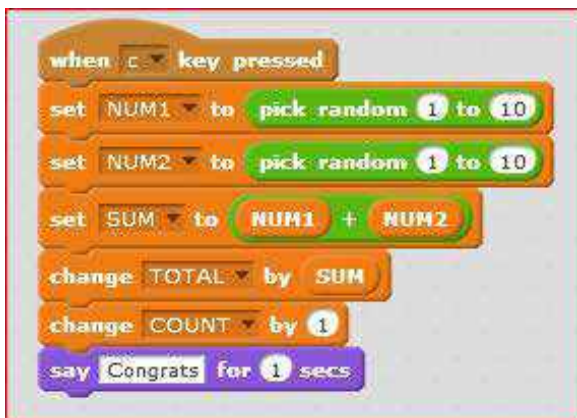 when c key pressed
set NUM1 to pick random 1 to 10
set NUM2 to pick random 1 to 10
set SUM to NUM1 + NUM2
change TOTAL by SUM
change COUNT by 1
say Congrats for 1 secs